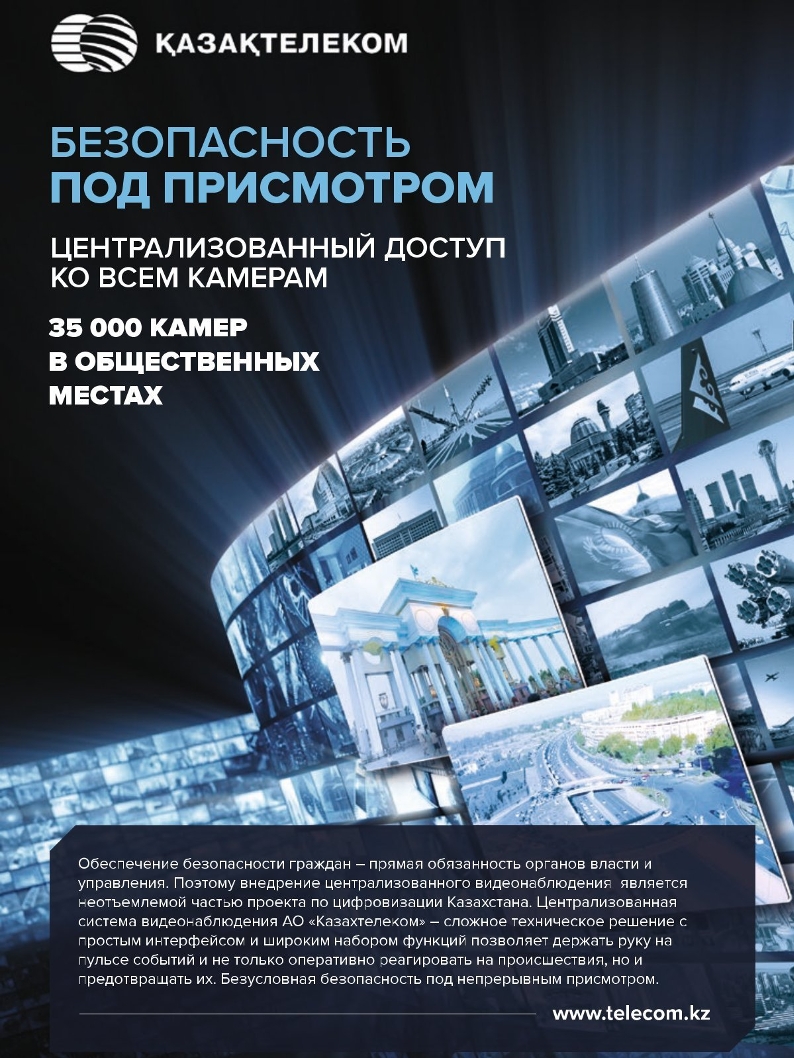 ҚАЗАҚТЕЛЕКОМ
БЕЗОПАСНОСТЬ
ПОД ПРИСМОТРОМ
ЦЕНТРАЛИЗОВАННЫЙ ДОСТУП
КО ВСЕМ КАМЕРАМ
35 000 КАМЕР
В ОБЩЕСТВЕННЫХ
МЕСТАХ
Обеспечение безопасности граждан – прямая обязанность органов власти и
управления. Поэтому внедрение централизованного видеонаблюдения является
неотъемлемой частью проекта по цифровизации Казахстана. Централизованная
система видеонаблюдения АО «Казахтелеком» – сложное техническое решение с
простым интерфейсом и широким набором функций позволяет держать руку на
пульсе событий и не только оперативно реагировать на происшествия, но и
предотвращать их. Безусловная безопасность под непрерывным присмотром.
www.telecom.kz